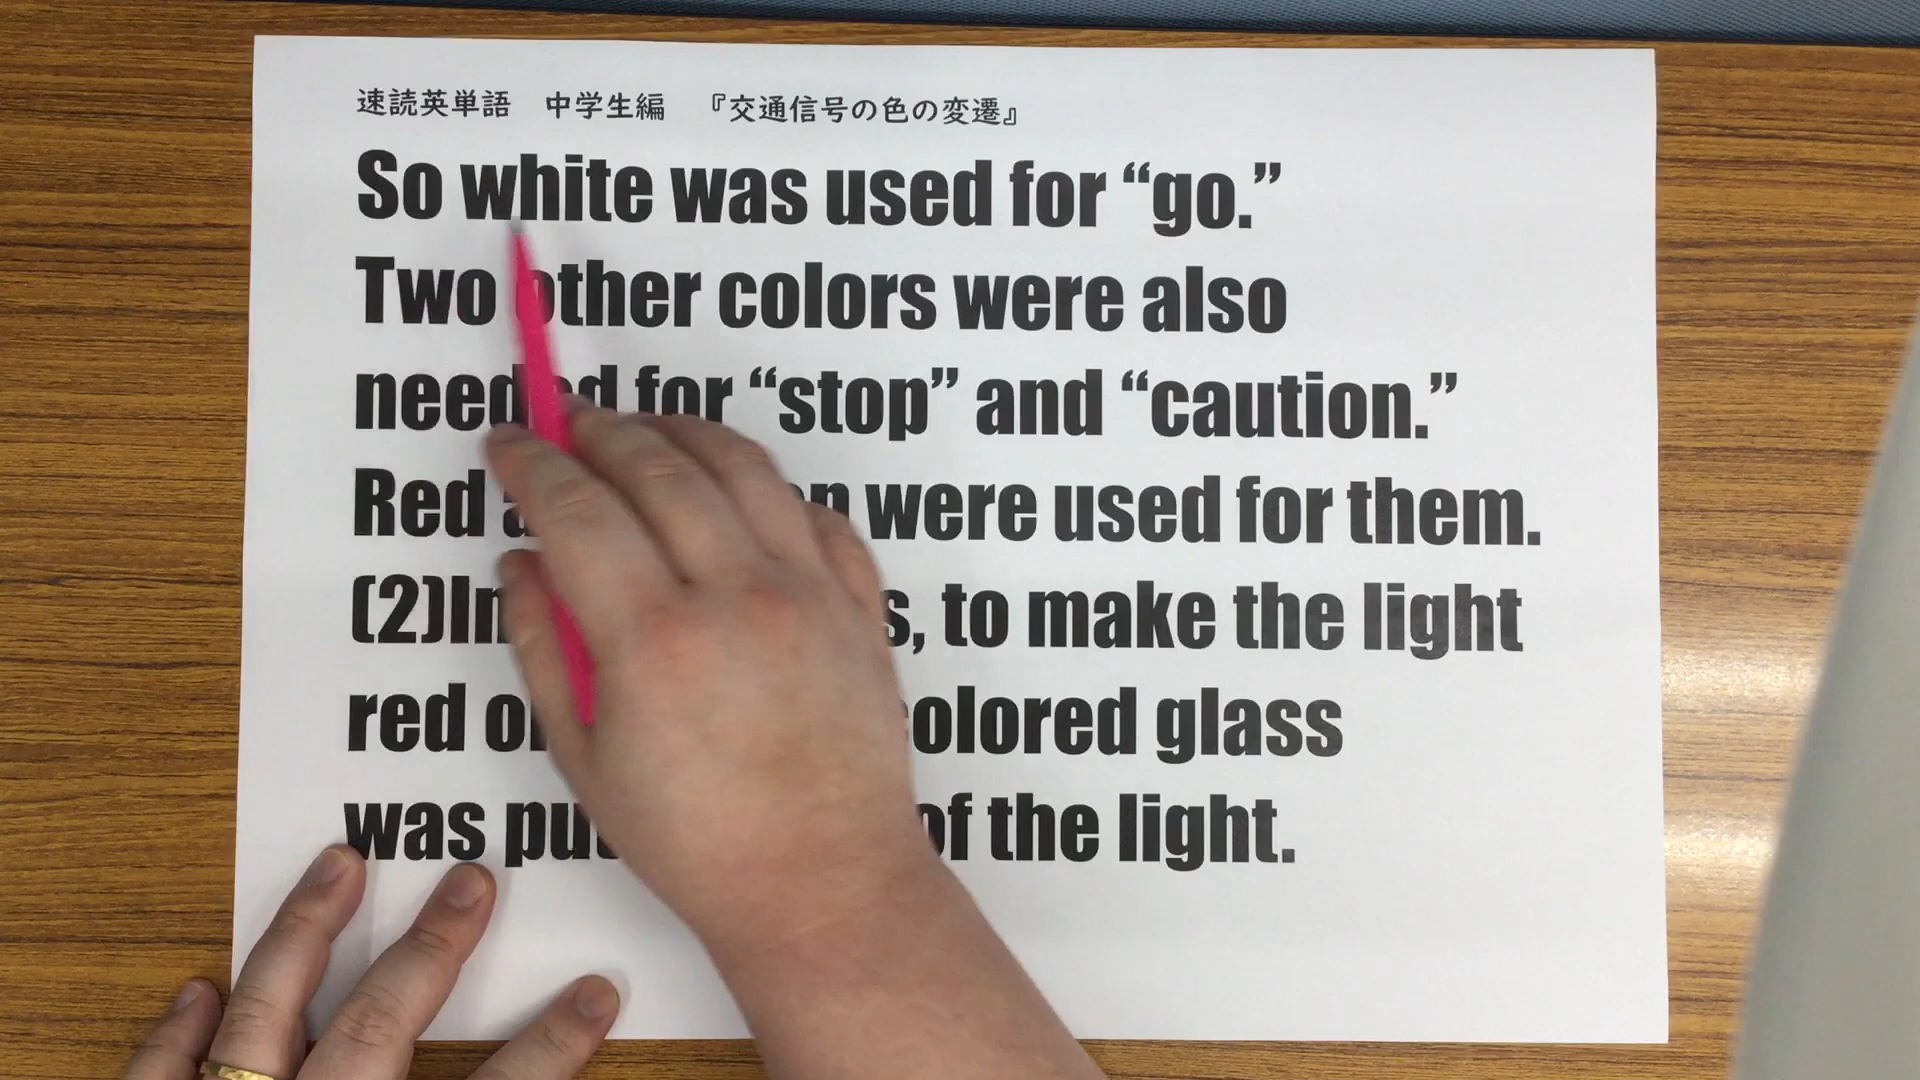 速読英単語 中学生編 『交通信号の色の変遷』
So white was used for “go.”
Two other colors were also
needed for “stop” and “caution.”
Red were used for them.
(2)In to make the light
red glass
was of the light.